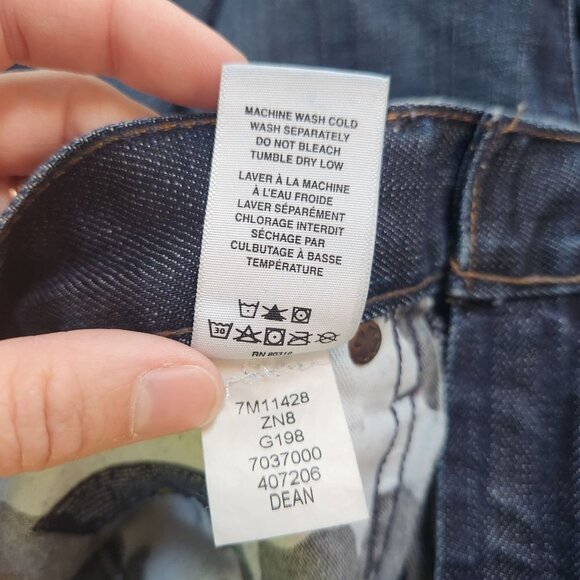 MACHINE WASH COLD
WASH SEPARATELY
DO NOT BLEACH
TUMBLE DRY LOW
LAVER À LA MACHINE
À L'EAU FROIDE
LAVER SÉPARÉMENT
CHLORAGE INTERDIT
SÉCHAGE PAR
CULBUTAGE À BASSE
TEMPÉRATURE
30
RN
7M11428
ZN8
G198
7037000
407206
DEAN